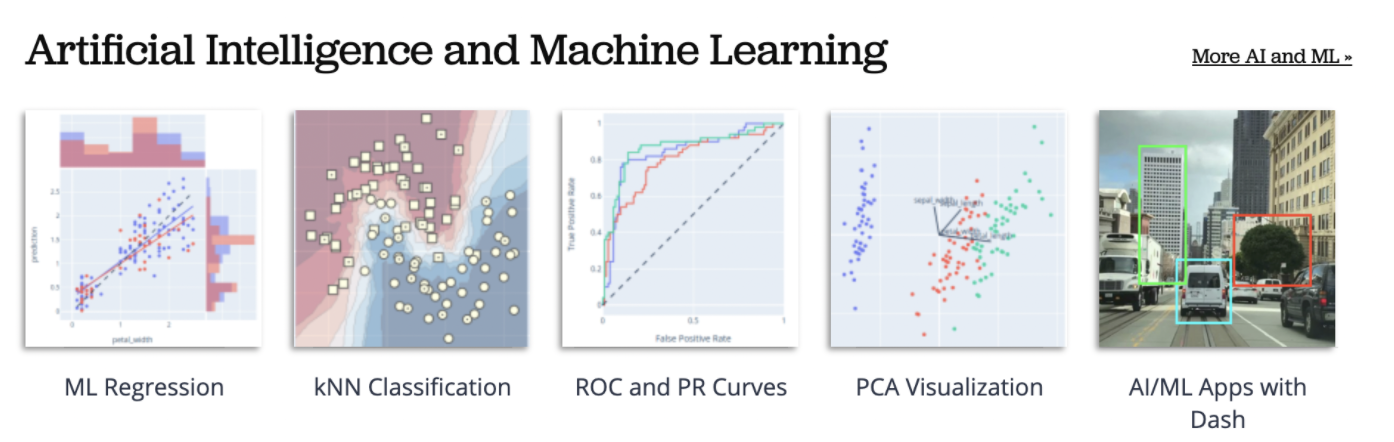 Artificial Intelligence and Machine Learning
More AI and ML »
2.5
2
1.5
1
0.5
0
prediction
0 1 2
petal_width
1
0.8
0.6
0.4
0.2
0
True Positive Rate
0 0.5 1
False Positive Rate
sepal_width
sepal_length
ML Regression
kNN Classification
ROC and PR Curves
PCA Visualization
AI/ML Apps with
Dash